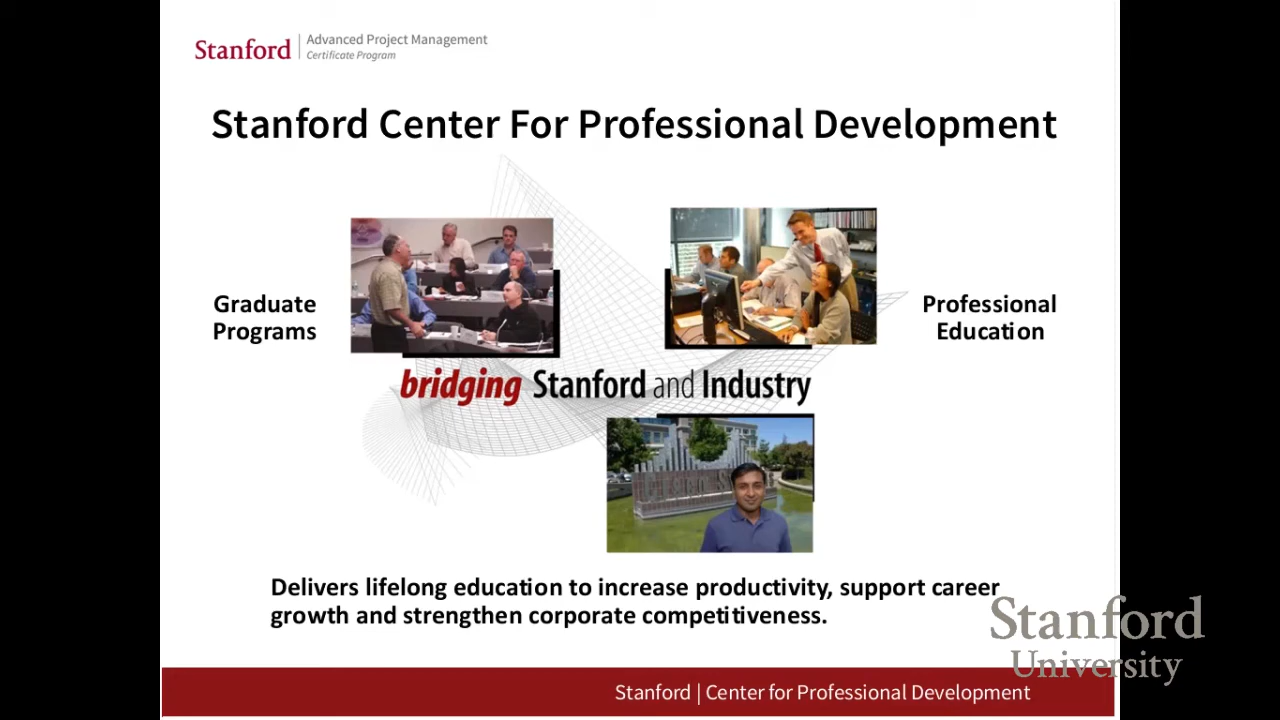 Stanford
Advanced Project Management
Certificate Program
Stanford Center For Professional Development
Graduate
Programs
Professional
Education
bridging Stanford and Industry
Delivers lifelong education to increase productivity, support career
growth and strengthen corporate competitiveness.
Stanford
University
Stanford | Center for Professional Development